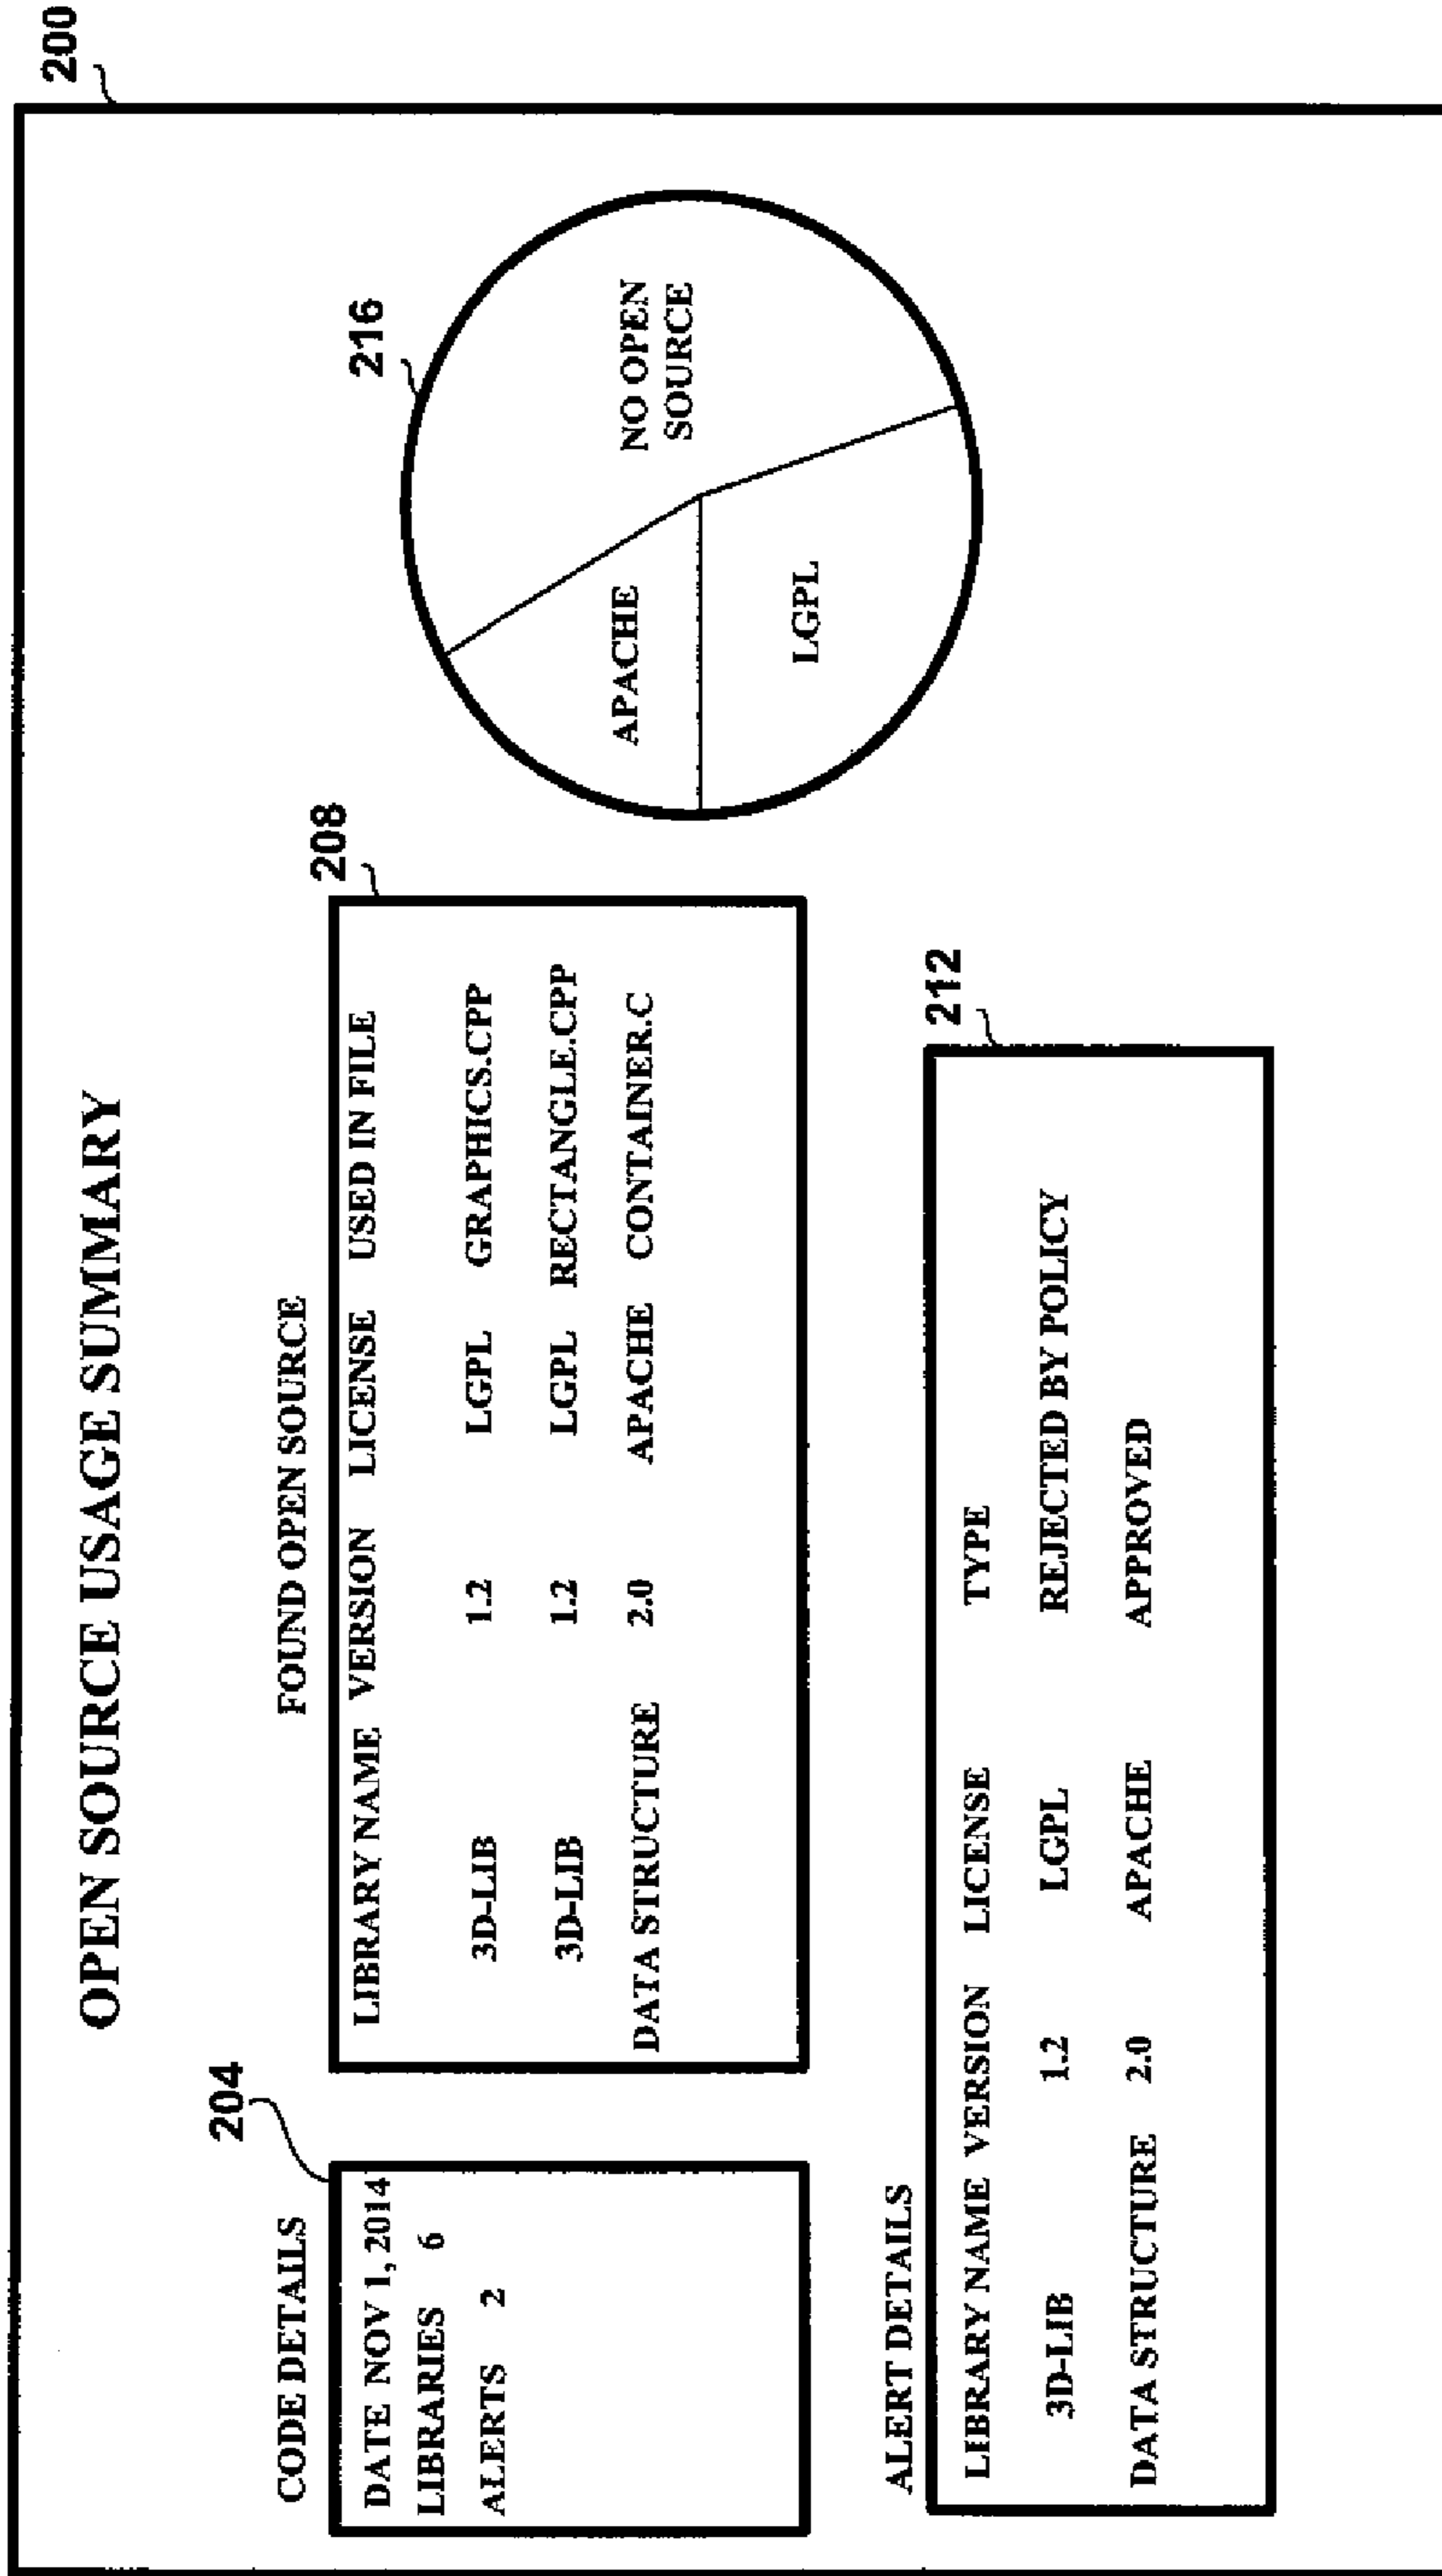 200
OPEN SOURCE USAGE SUMMARY
204
CODE DETAILS
DATE NOV 1, 2014
LIBRARIES 6
ALERTS 2
FOUND OPEN SOURCE
208
LIBRARY NAME VERSION LICENSE USED IN FILE
3D-LIB 1.2 LGPL GRAPHICS.CPP
3D-LIB 1.2 LGPL RECTANGLE.CPP
DATA STRUCTURE 2.0 APACHE CONTAINER.C
216
NO OPEN
SOURCE
APACHE
LGPL
ALERT DETAILS
212
LIBRARY NAME VERSION LICENSE TYPE
3D-LIB 1.2 LGPL REJECTED BY POLICY
DATA STRUCTURE 2.0 APACHE APPROVED